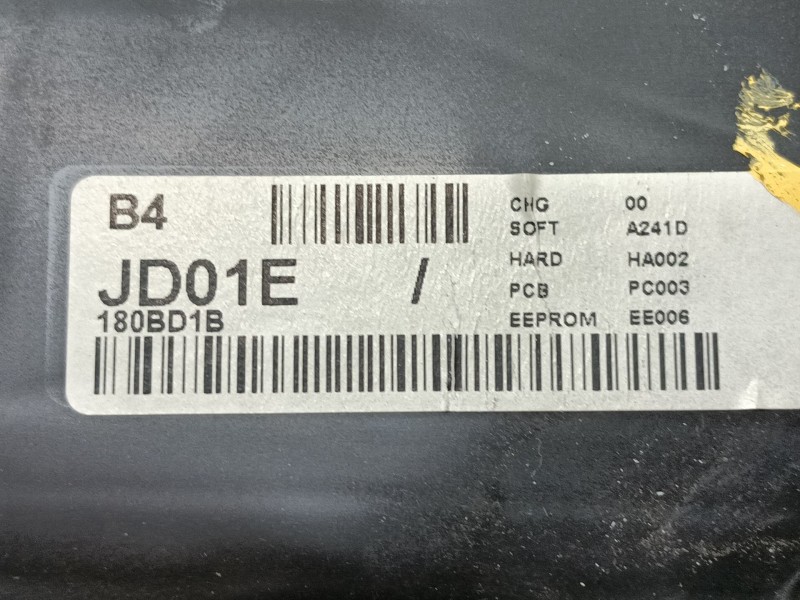 B4
JD01E /
180BD1B
CHG 00
SOFT A241D
HARD HA002
PCB PC003
EEPROM EE006